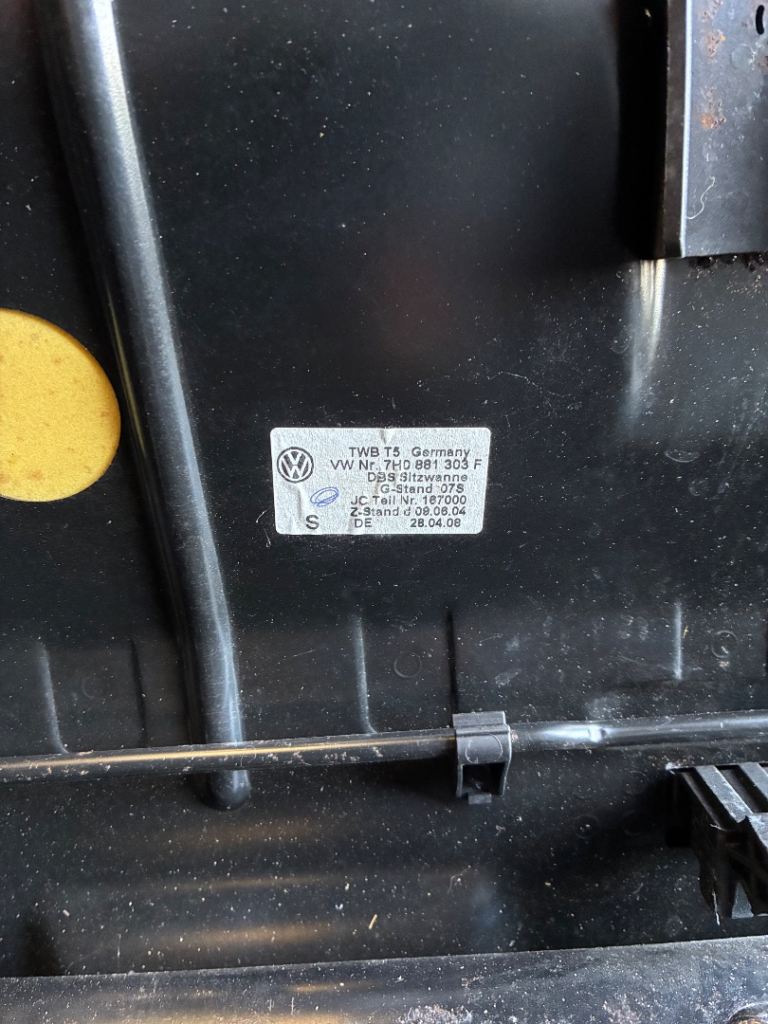 TWB T5 Germany
VW Nr. 7H0 881 303 F
DBS Sitzwanne
G-Stand 07S
JC Teil Nr. 167000
Z-Stand d 09.06.04
S DE 28.04.08